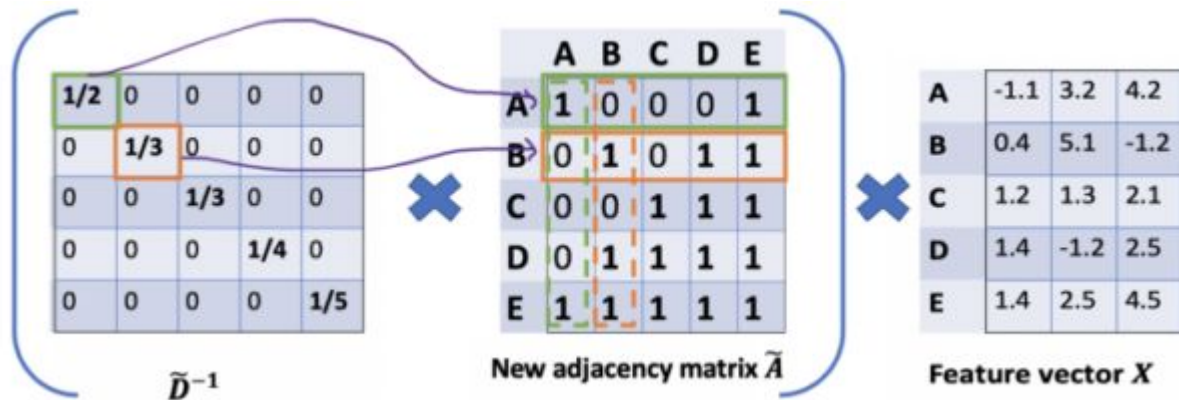 A B C D E
1/2 0 0 0 0
A 1 0 0 0 1
A -1.1 3.2 4.2
0 1/3 0 0 0
B 0 1 0 1 1
B 0.4 5.1 -1.2
0 0 1/3 0 0
C 0 0 1 1 1
C 1.2 1.3 2.1
0 0 0 1/4 0
D 0 1 1 1 1
D 1.4 -1.2 2.5
0 0 0 0 1/5
E 1 1 1 1 1
E 1.4 2.5 4.5
D̃⁻¹
New adjacency matrix Ã
Feature vector X